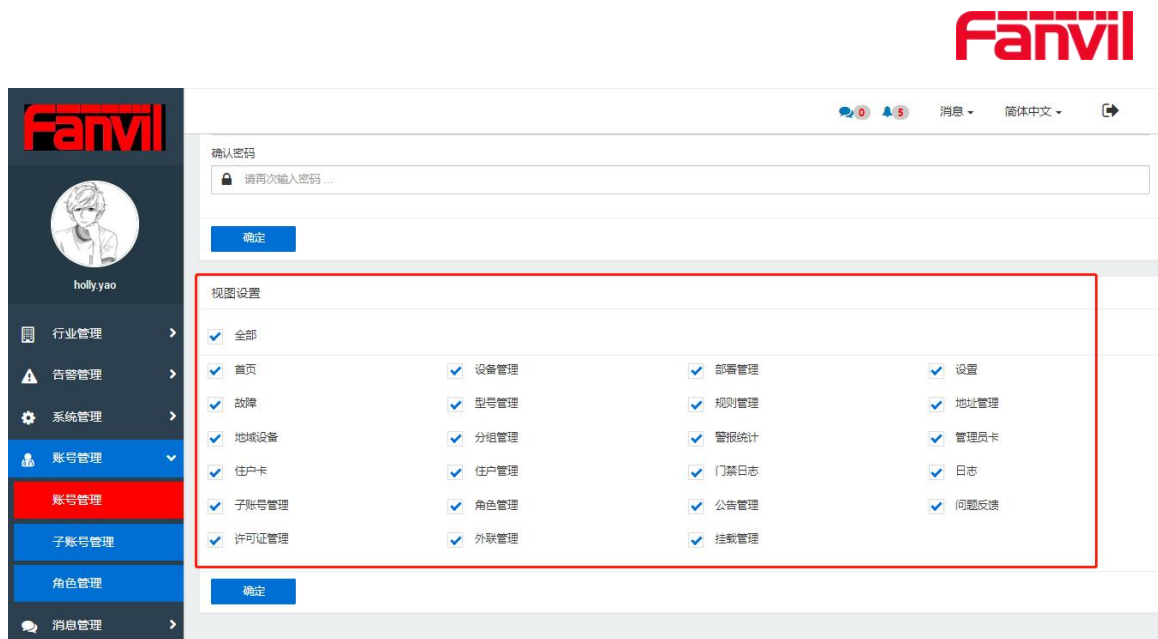 Fanvil
Fanvil
0 5 消息 简体中文
确认密码
请再次输入密码 ...
确定
holly.yao
视图设置
全部
行业管理
首页 设备管理 部署管理 设置
告警管理
故障 型号管理 规则管理 地址管理
系统管理
地域设备 分组管理 警报统计 管理员卡
账号管理
住户卡 住户管理 门禁日志 日志
账号管理
子账号管理 角色管理 公告管理 问题反馈
子账号管理
许可证管理 外联管理 挂载管理
角色管理
确定
消息管理